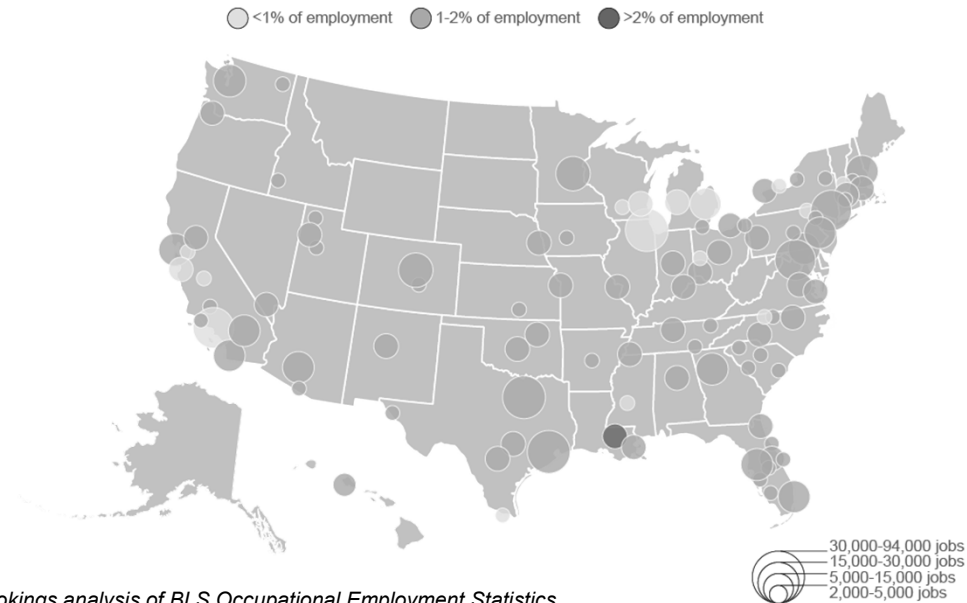 <1% of employment 1-2% of employment >2% of employment
30,000-94,000 jobs
15,000-30,000 jobs
5,000-15,000 jobs
2,000-5,000 jobs
okings analysis of BLS Occupational Employment Statistics